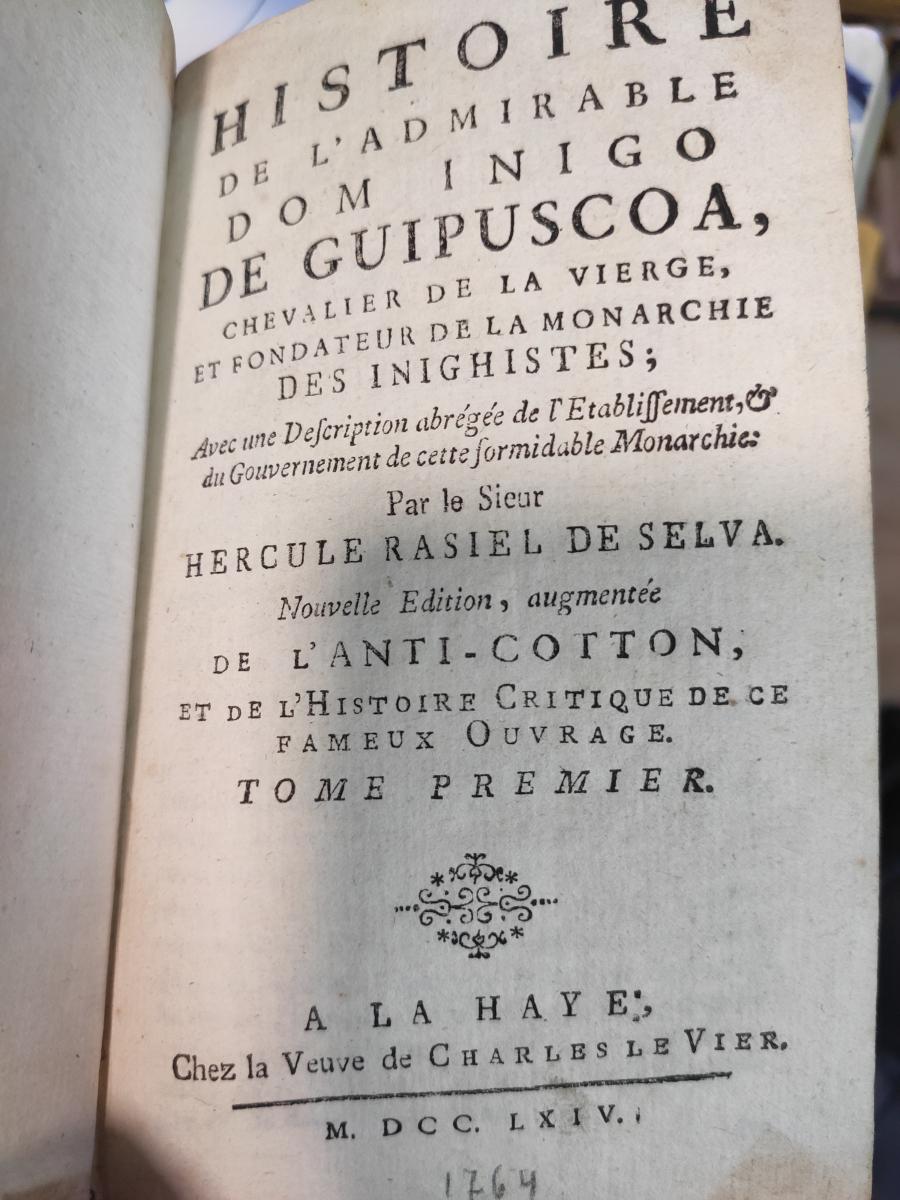 HISTOIRE
DE L'ADMIRABLE
DOM INIGO
DE GUIPUSCOA,
CHEVALIER DE LA VIERGE,
ET FONDATEUR DE LA MONARCHIE
DES INIGHISTES;
Avec une Deſcription abrégée de l'Etabliſſement, &
du Gouvernement de cette formidable Monarchie:
Par le Sieur
HERCULE RASIEL DE SELVA.
Nouvelle Edition, augmentée
DE L'ANTI-COTTON,
ET DE L'HISTOIRE CRITIQUE DE CE
FAMEUX OUVRAGE.
TOME PREMIER.
A LA HAYE,
Chez la Veuve de CHARLES LE VIER.
M. DCC. LXIV.
1764